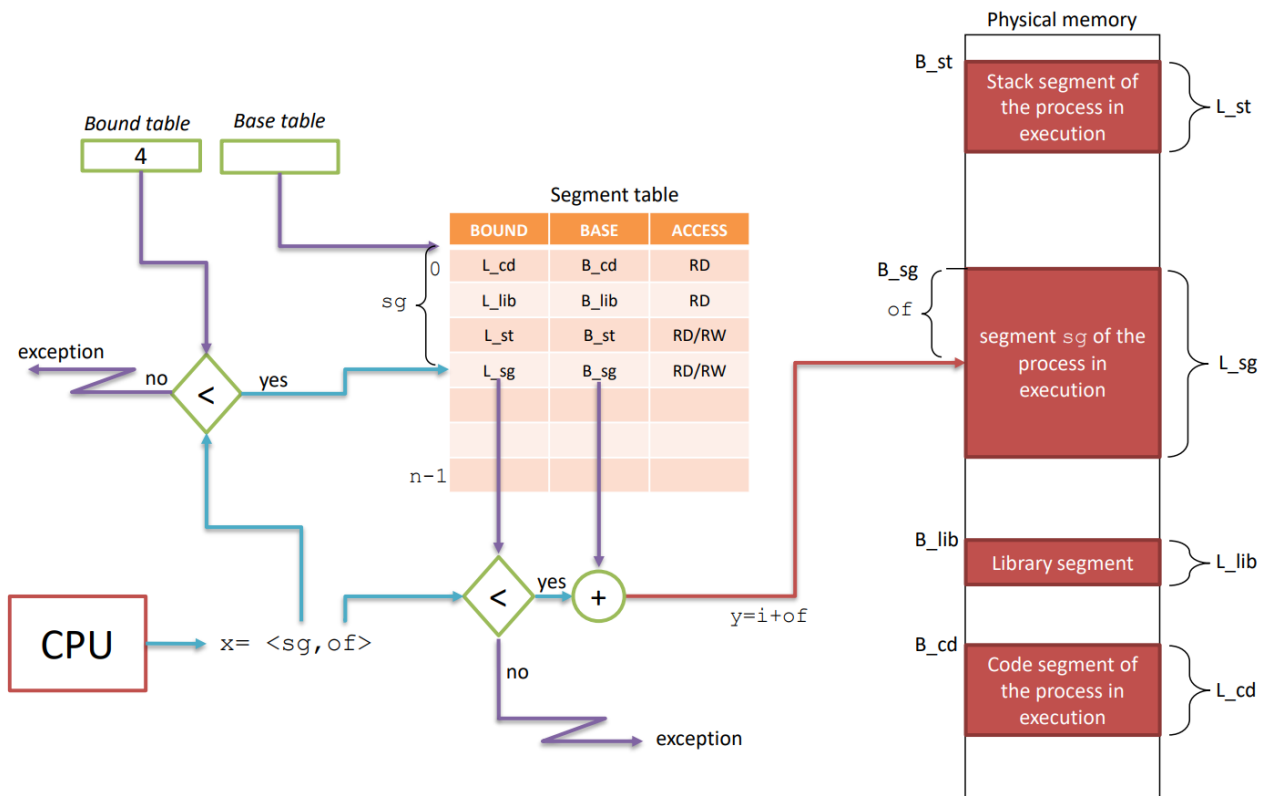 Physical memory
B_st
Stack segment of
the process in
execution
L_st
Bound table
Base table
4
Segment table
BOUND BASE ACCESS
0 L_cd B_cd RD
L_lib B_lib RD
L_st B_st RD/RW
L_sg B_sg RD/RW
sg
n-1
B_sg
of
segment sg of the
process in
execution
L_sg
exception
no
<
yes
B_lib
Library segment
L_lib
CPU
x= <sg,of>
<
yes
+
y=i+of
no
exception
B_cd
Code segment of
the process in
execution
L_cd